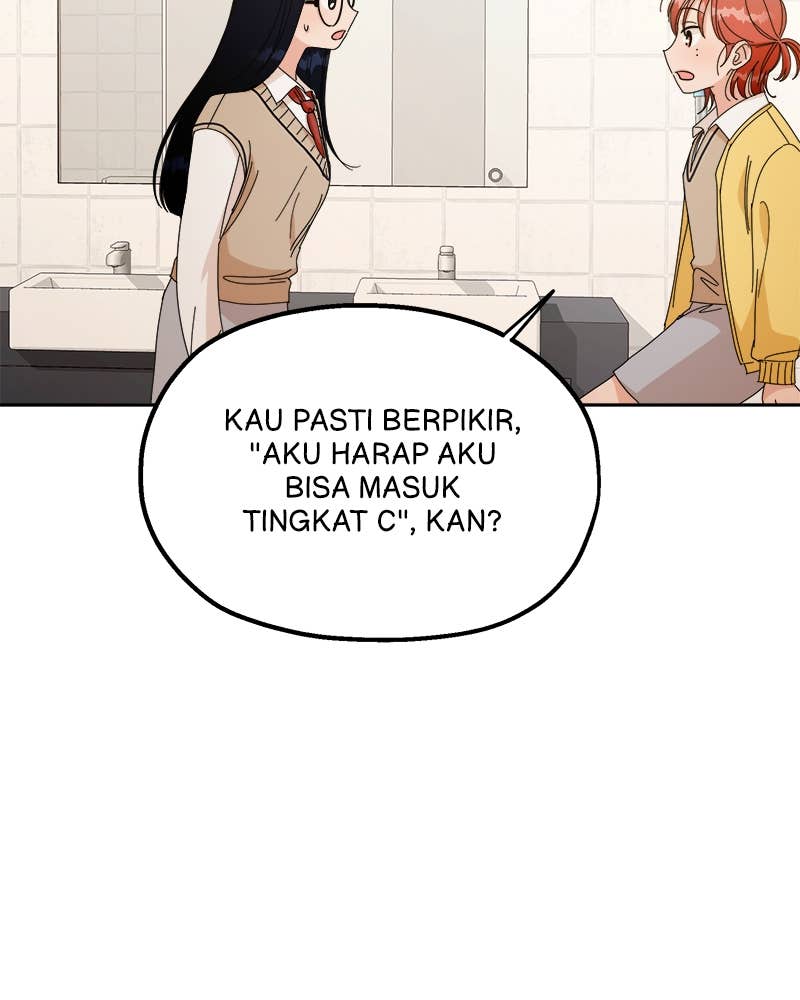 KAU PASTI BERPIKIR,
"AKU HARAP AKU
BISA MASUK
TINGKAT C", KAN?